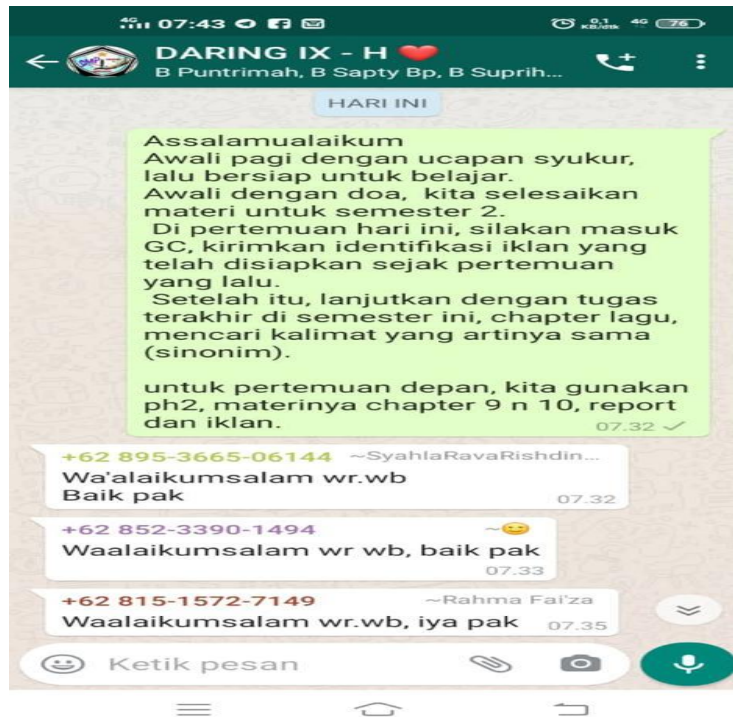 07:43
0,1 KB/dtk 4G 76
DARING IX - H ❤️
B Puntrimah, B Sapty Bp, B Suprih...
HARI INI
Assalamualaikum
Awali pagi dengan ucapan syukur,
lalu bersiap untuk belajar.
Awali dengan doa, kita selesaikan
materi untuk semester 2.
Di pertemuan hari ini, silakan masuk
GC, kirimkan identifikasi iklan yang
telah disiapkan sejak pertemuan
yang lalu.
Setelah itu, lanjutkan dengan tugas
terakhir di semester ini, chapter lagu,
mencari kalimat yang artinya sama
(sinonim).
untuk pertemuan depan, kita gunakan
ph2, materinya chapter 9 n 10, report
dan iklan.
07.32
+62 895-3665-06144 ~SyahlaRavaRishdin...
Wa'alaikumsalam wr.wb
Baik pak
07.32
+62 852-3390-1494 ~😊
Waalaikumsalam wr wb, baik pak
07.33
+62 815-1572-7149 ~Rahma Fai'za
Waalaikumsalam wr.wb, iya pak 07.35
Ketik pesan